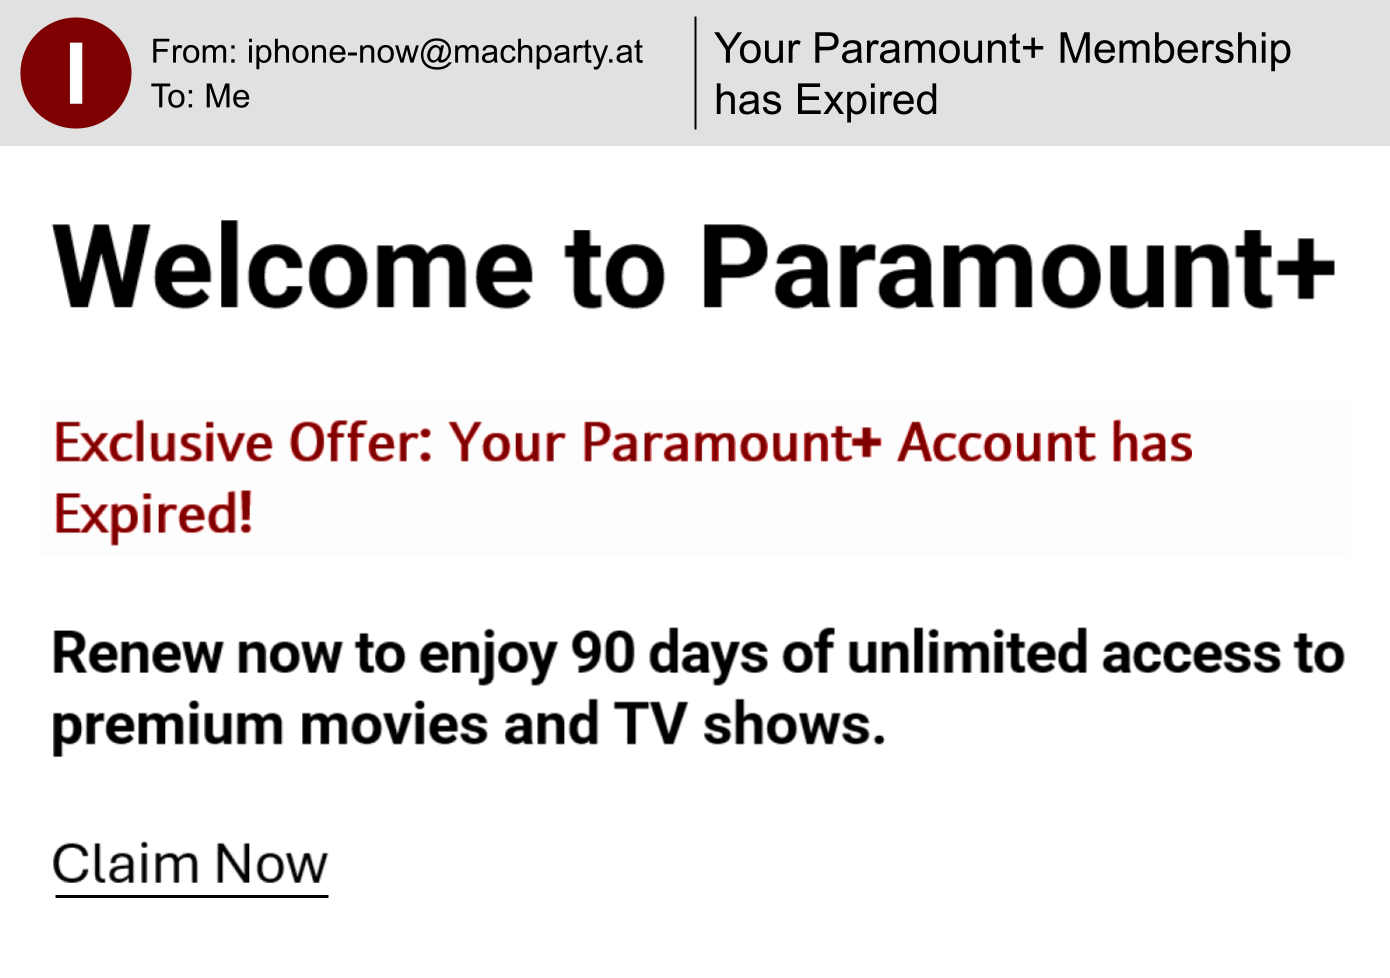 I
From: iphone-now@machparty.at
To: Me
Your Paramount+ Membership
has Expired
Welcome to Paramount+
Exclusive Offer: Your Paramount+ Account has
Expired!
Renew now to enjoy 90 days of unlimited access to
premium movies and TV shows.
Claim Now